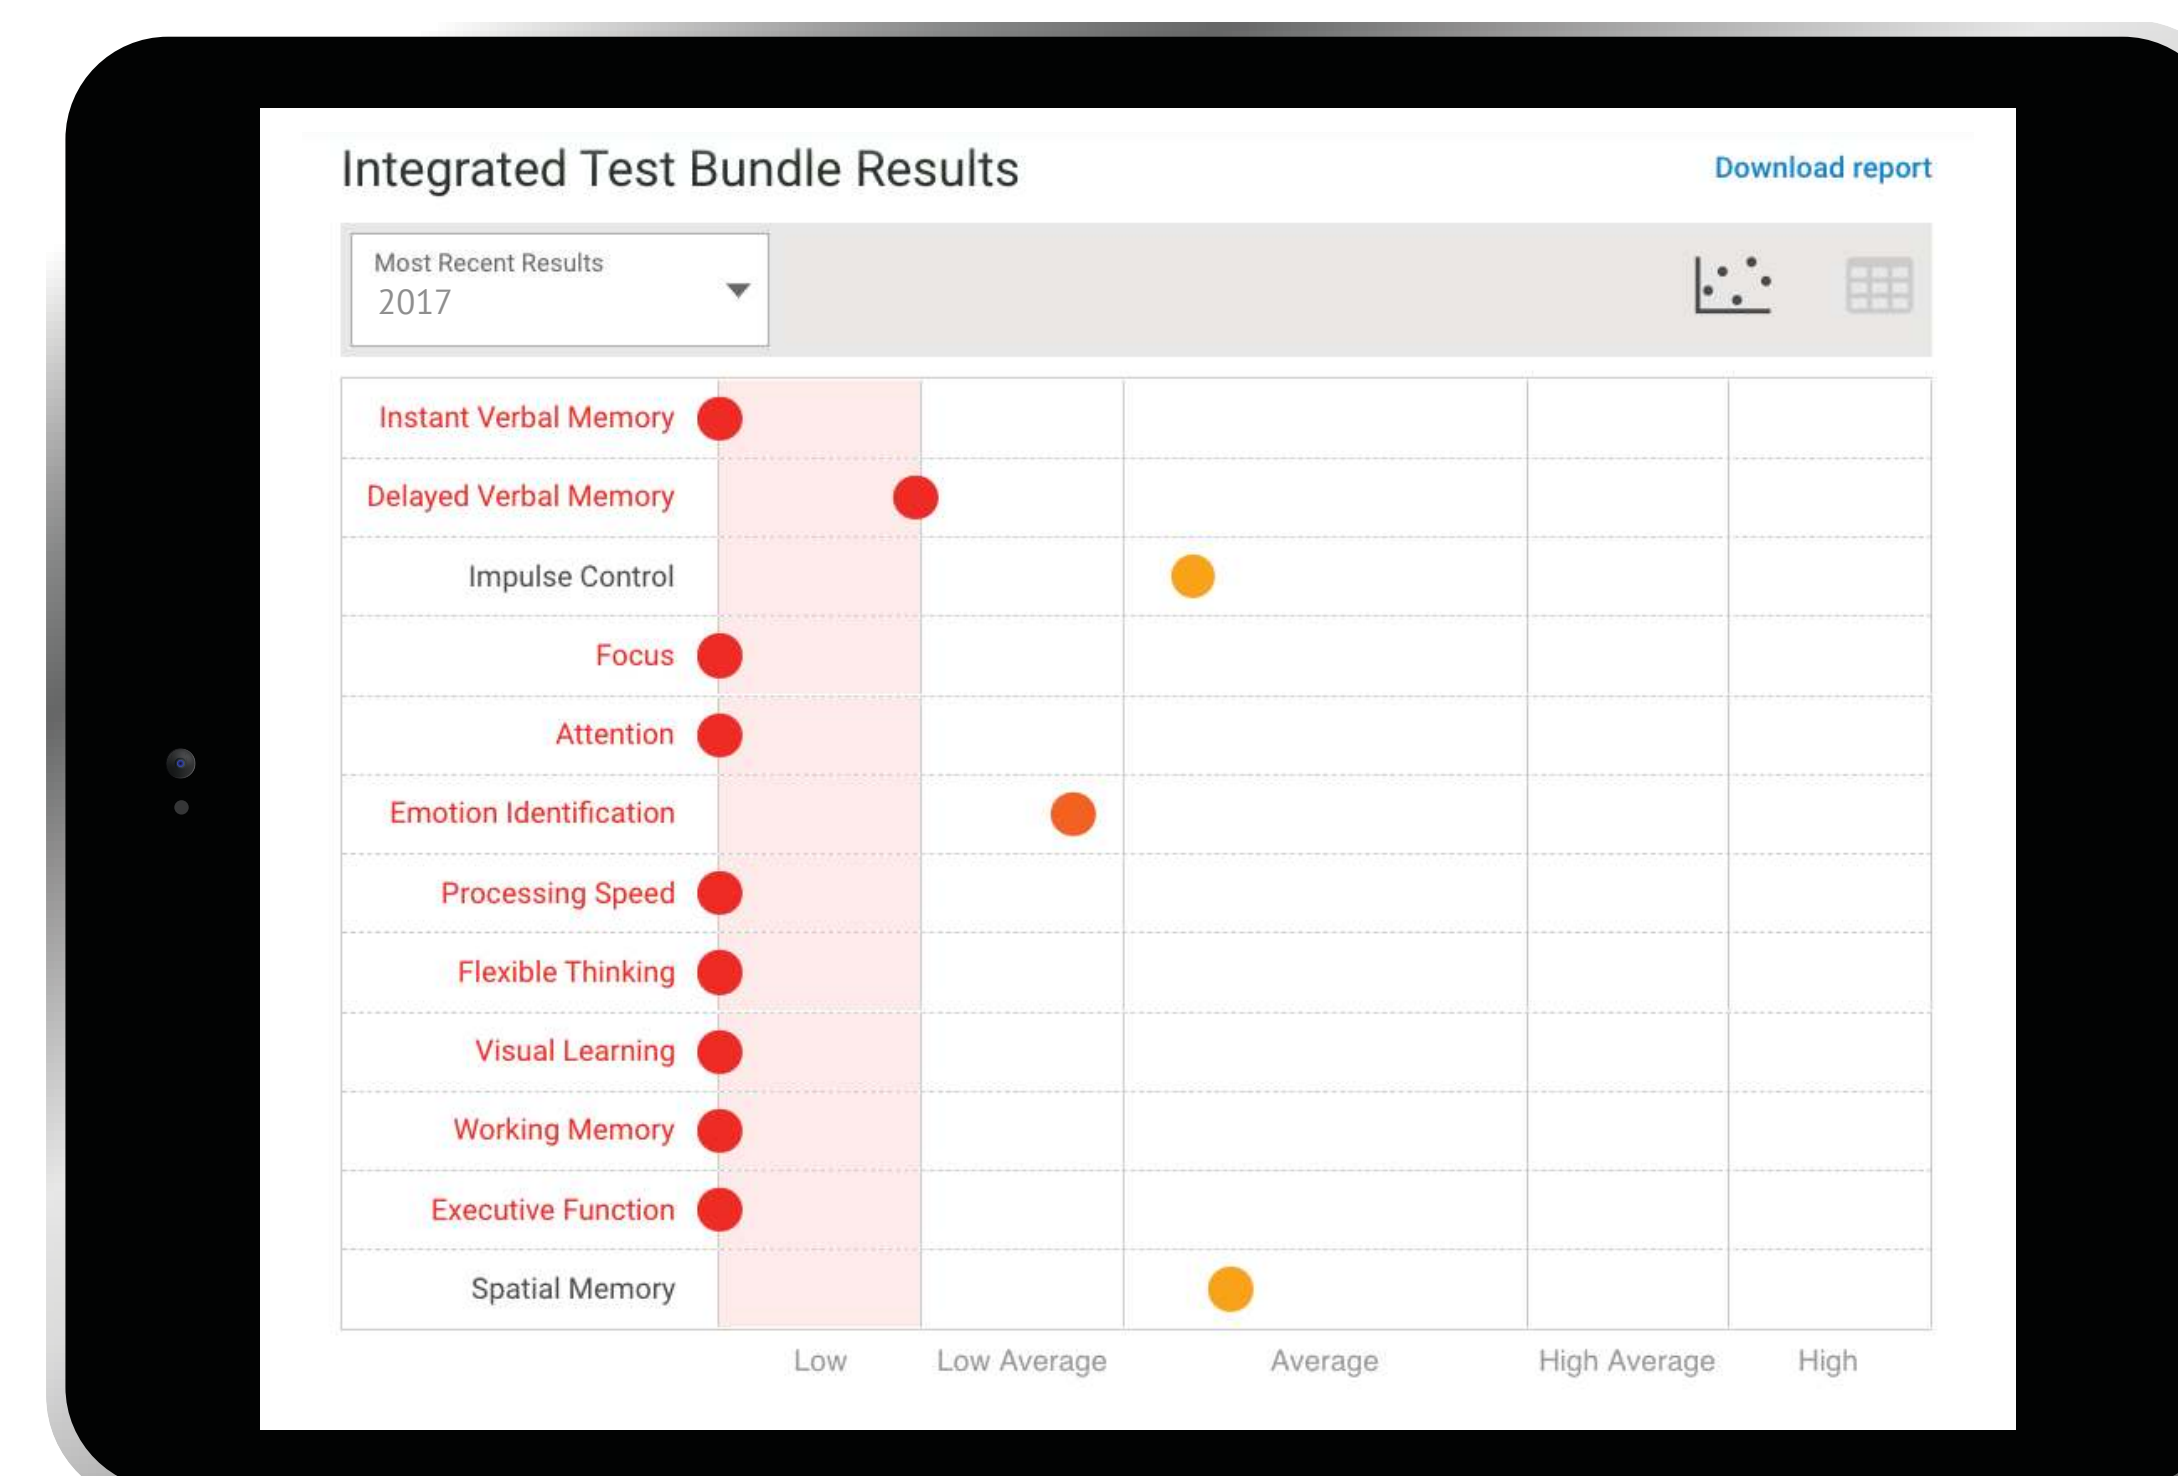 Integrated Test Bundle Results
Download report
Most Recent Results
2017
Instant Verbal Memory
Delayed Verbal Memory
Impulse Control
Focus
Attention
Emotion Identification
Processing Speed
Flexible Thinking
Visual Learning
Working Memory
Executive Function
Spatial Memory
Low Low Average Average High Average High